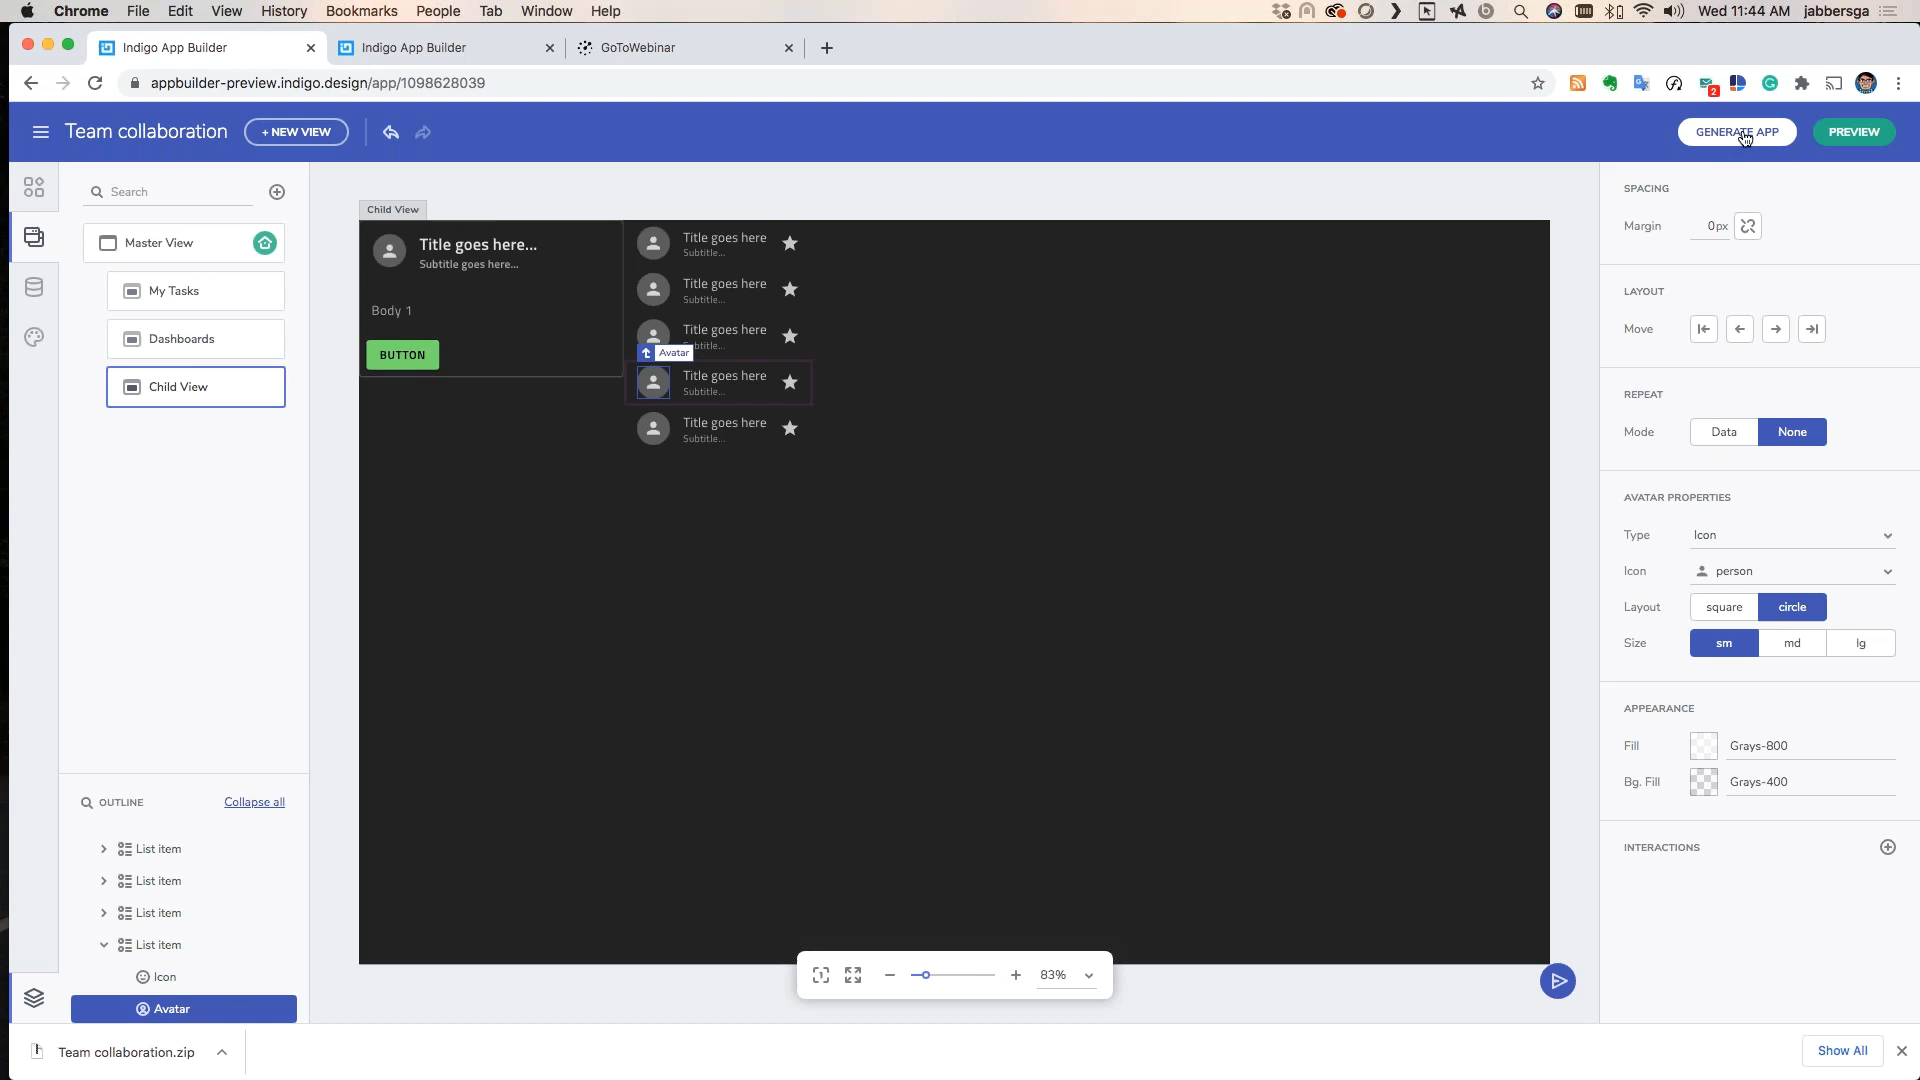 Chrome File Edit View History Bookmarks People Tab Window Help
2
Wed 11:44 AM jabbersga
Indigo App Builder
Indigo App Builder
GoToWebinar
appbuilder-preview.indigo.design/app/1098628039
Team collaboration
+ NEW VIEW
GENERATE APP
PREVIEW
Search
Master View
My Tasks
Dashboards
Child View
OUTLINE
Collapse all
List item
List item
List item
List item
Icon
Avatar
Child View
Title goes here...
Subtitle goes here...
Body 1
BUTTON
Title goes here
Subtitle...
Title goes here
Subtitle...
Title goes here
ubtitle...
Avatar
Title goes here
Subtitle...
Title goes here
Subtitle...
83%
SPACING
Margin 0px
LAYOUT
Move
REPEAT
Mode Data None
AVATAR PROPERTIES
Type Icon
Icon person
Layout square circle
Size sm md lg
APPEARANCE
Fill Grays-800
Bg. Fill Grays-400
INTERACTIONS
Team collaboration.zip
Show All